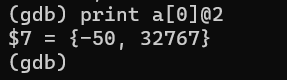 (gdb) print a[0]@2
$7 = {-50, 32767}
(gdb)